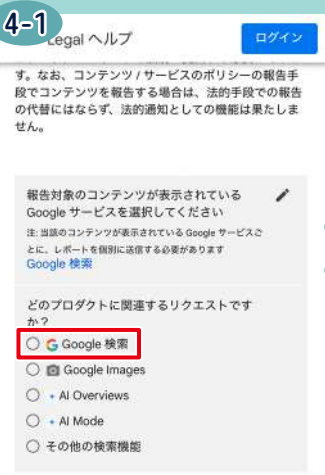 4-1
Legal ヘルプ
ログイン
す。なお、コンテンツ / サービスのポリシーの報告手
段でコンテンツを報告する場合は、法的手段での報告
の代替にはならず、法的通知としての機能は果たしま
せん。
報告対象のコンテンツが表示されている
Google サービスを選択してください
注: 当該のコンテンツが表示されている Google サービスご
とに、レポートを個別に送信する必要があります
Google 検索
どのプロダクトに関連するリクエストです
か?
Google 検索
Google Images
AI Overviews
AI Mode
その他の検索機能